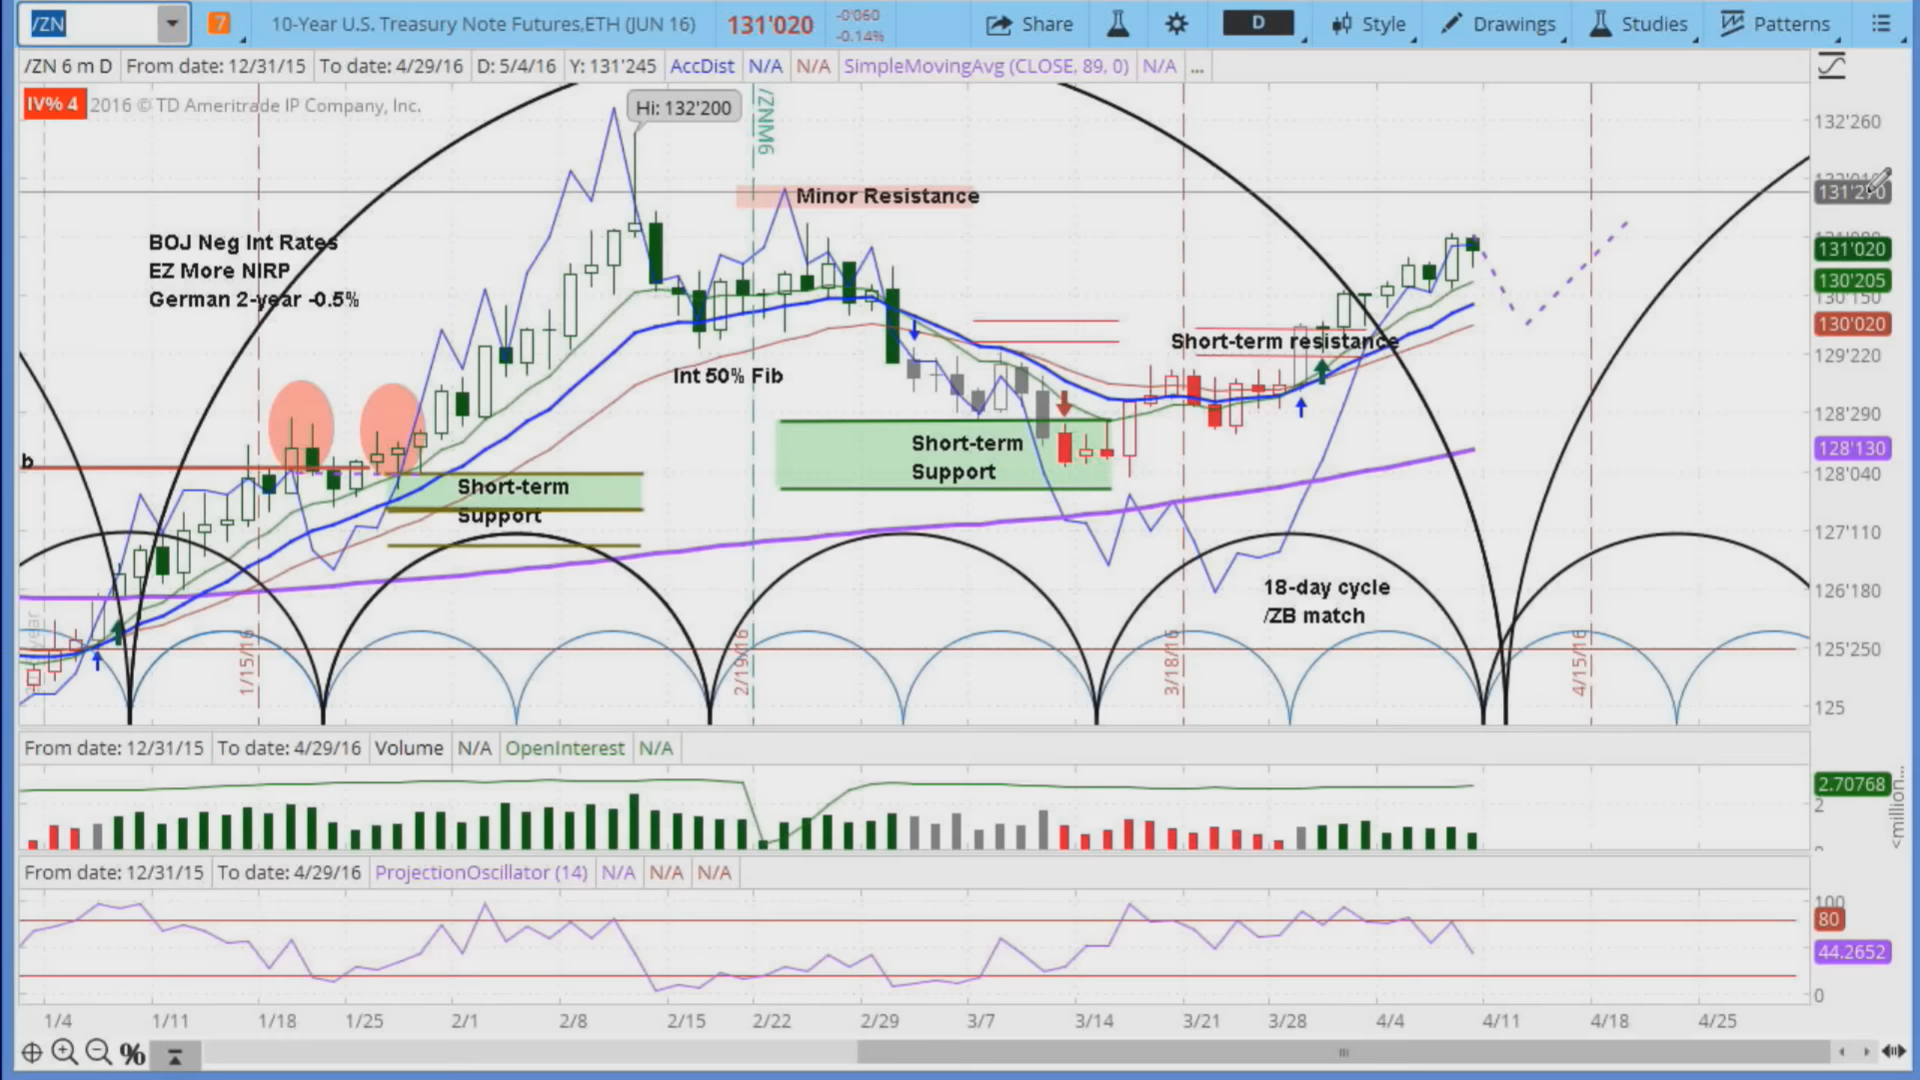 /ZN
7
10-Year U.S. Treasury Note Futures,ETH (JUN 16)
131'020
-0'060
-0.14%
Share
D
Style
Drawings
Studies
Patterns
/ZN 6 m D
From date: 12/31/15
To date: 4/29/16
D: 5/4/16
Y: 131'245
AccDist
N/A
N/A
SimpleMovingAvg (CLOSE, 89, 0)
N/A
...
IV% 4
2016 © TD Ameritrade IP Company, Inc.
Hi: 132'200
/ZNM6
132'260
Minor Resistance
131'270
BOJ Neg Int Rates
EZ More NIRP
German 2-year -0.5%
131'020
130'205
130'150
130'020
Short-term resistance
129'220
Int 50% Fib
128'290
Short-term
Support
128'130
b
128'040
Short-term
Support
127'110
18-day cycle
/ZB match
126'180
125'250
1/15/16
2/19/16
3/18/16
4/15/16
125
From date: 12/31/15
To date: 4/29/16
Volume
N/A
OpenInterest
N/A
2.70768
2
<million...
From date: 12/31/15
To date: 4/29/16
ProjectionOscillator (14)
N/A
N/A
N/A
100
80
44.2652
0
1/4
1/11
1/18
1/25
2/1
2/8
2/15
2/22
2/29
3/7
3/14
3/21
3/28
4/4
4/11
4/18
4/25
%